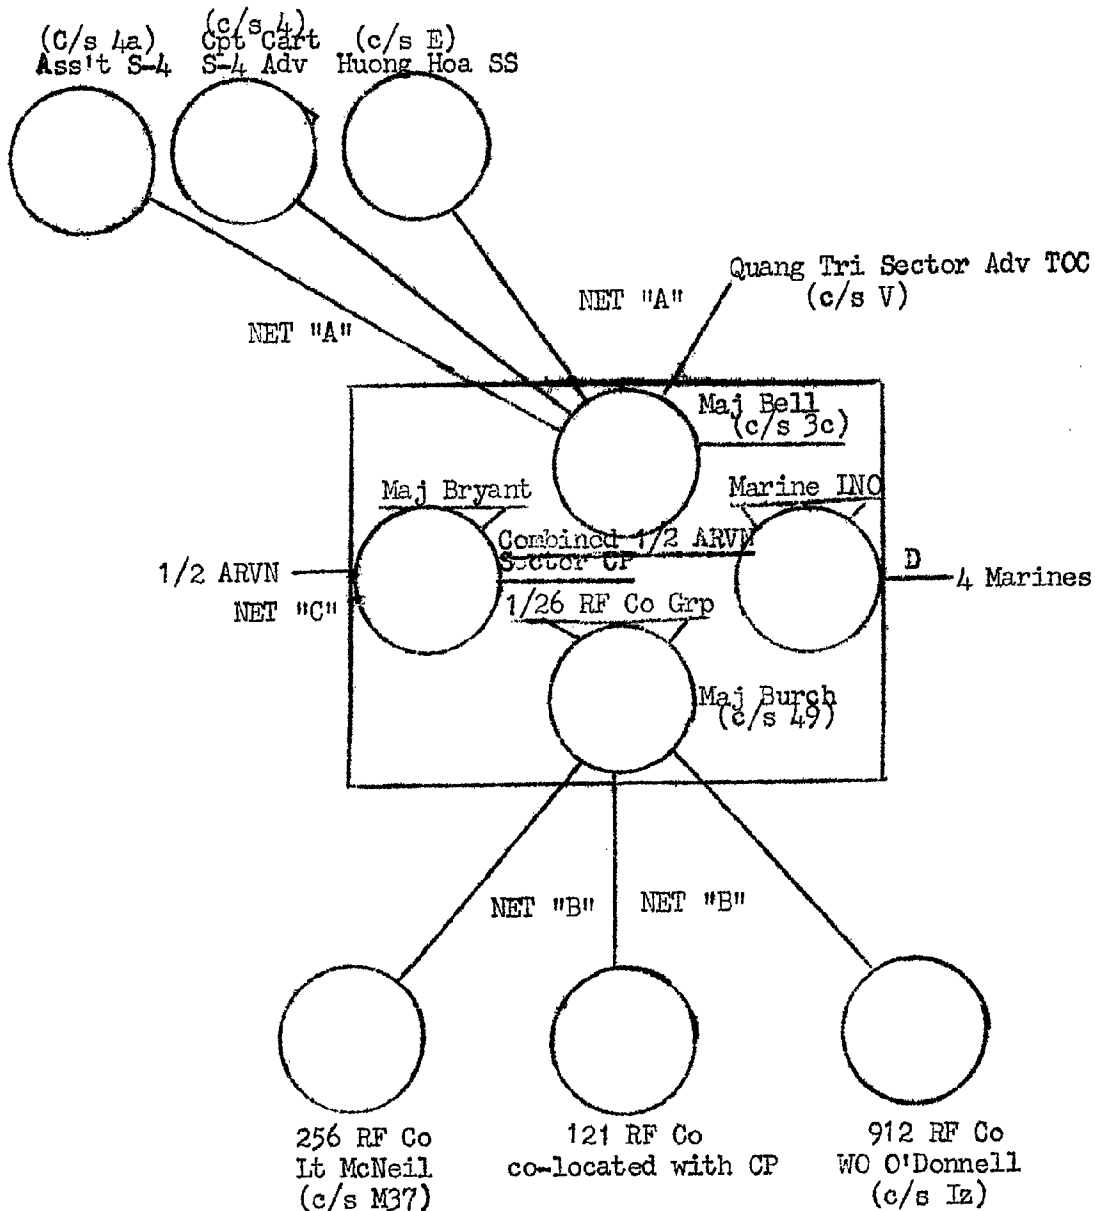 (C/s 4a)
Ass't S-4
(c/s 4)
Cpt Cart
S-4 Adv
(c/s E)
Huong Hoa SS
Quang Tri Sector Adv TOC
(c/s V)
NET "A"
NET "A"
Maj Bell
(c/s 3c)
Maj Bryant
Marine LNO
Combined 1/2 ARVN
Sector CP
1/2 ARVN
NET "C"
D
4 Marines
1/26 RF Co Grp
Maj Burch
(c/s 49)
NET "B"
NET "B"
256 RF Co
Lt McNeil
(c/s M37)
121 RF Co
co-located with CP
912 RF Co
WO O'Donnell
(c/s Iz)